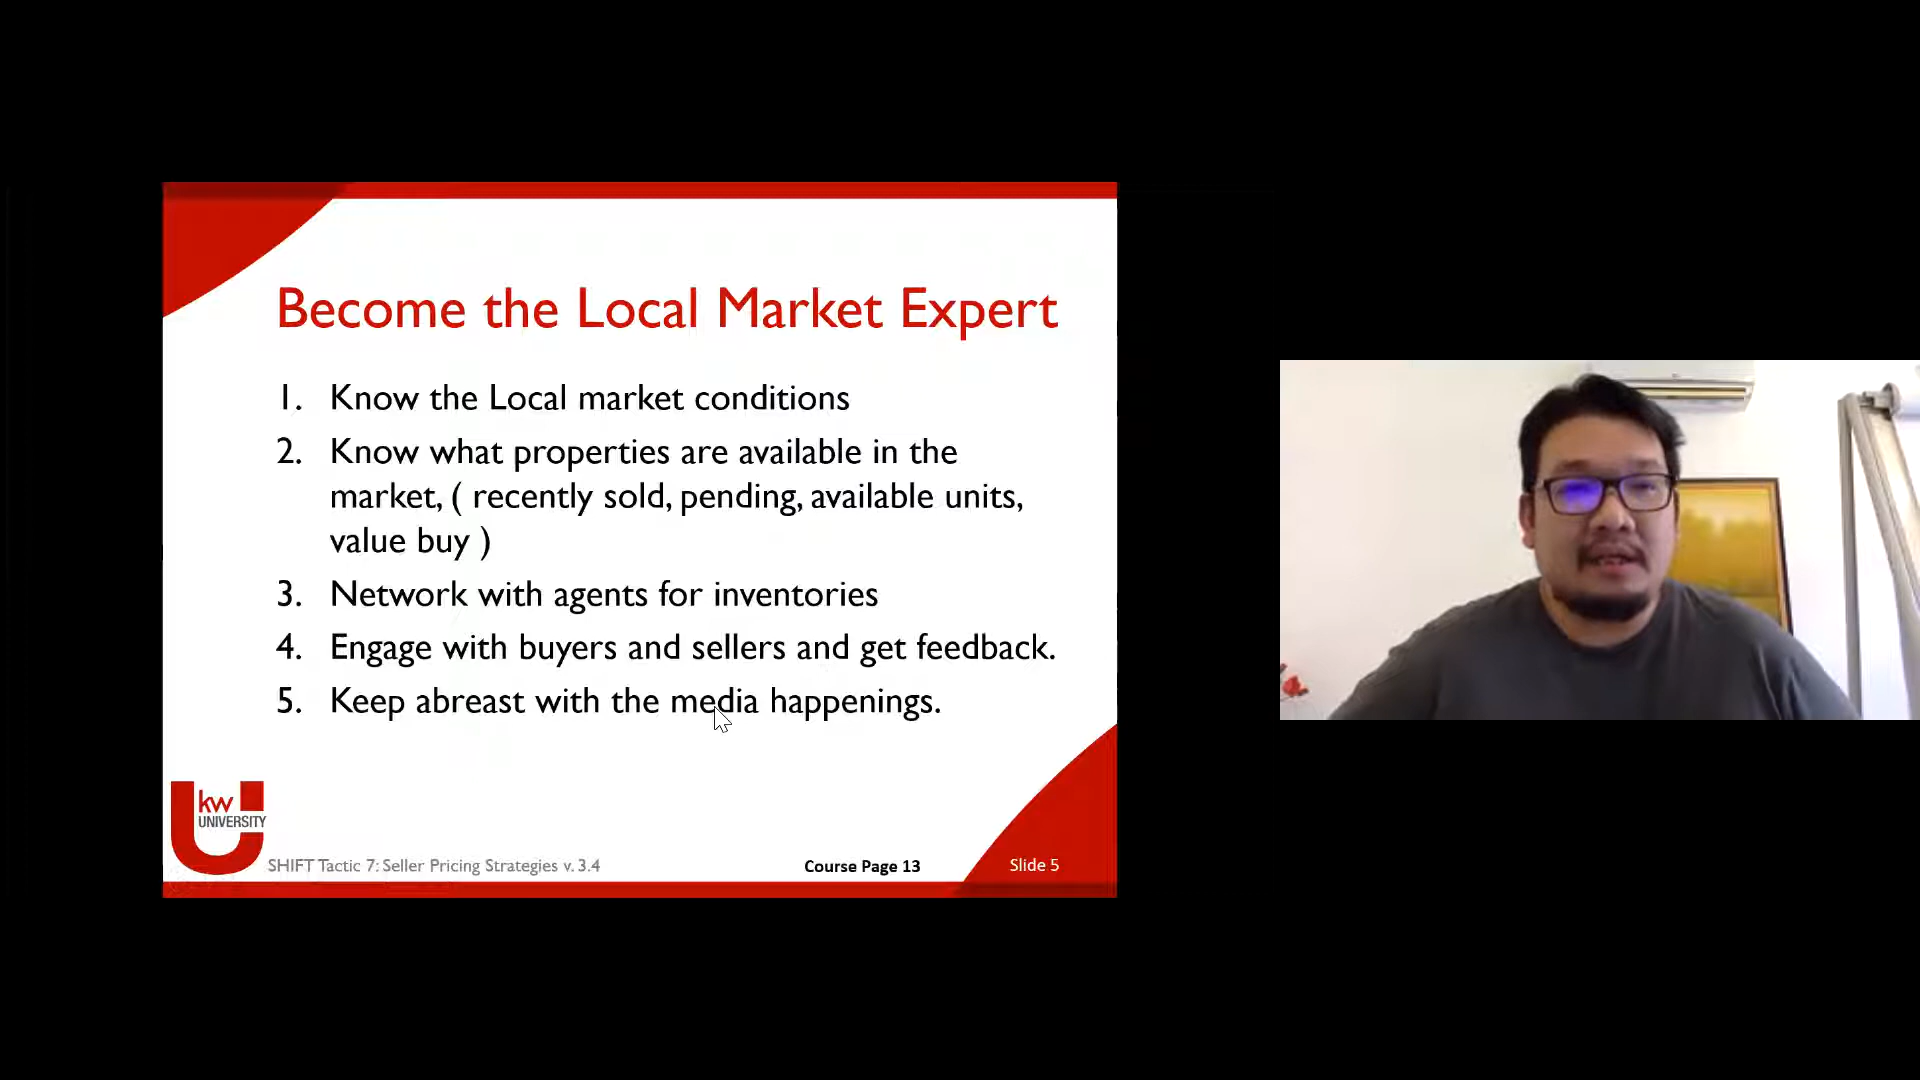 Become the Local Market Expert
1. Know the Local market conditions
2. Know what properties are available in the
market, ( recently sold, pending, available units,
value buy )
3. Network with agents for inventories
4. Engage with buyers and sellers and get feedback.
5. Keep abreast with the media happenings.
kw
UNIVERSITY
SHIFT Tactic 7: Seller Pricing Strategies v. 3.4
Course Page 13
Slide 5